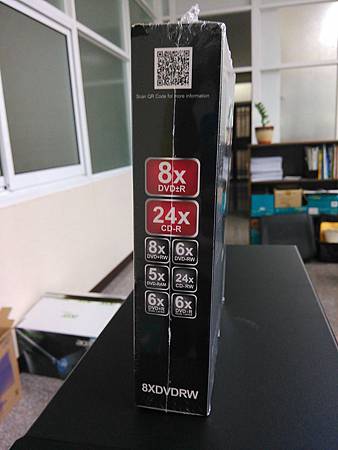 Scan QR Code for more information
8x
DVD±R
24x
CD-R
8x 6x
DVD+RW DVD-RW
5x 24x
DVD-RAM CD-RW
6x 6x
DVD+R DVD-R
8XDVDRW
acer